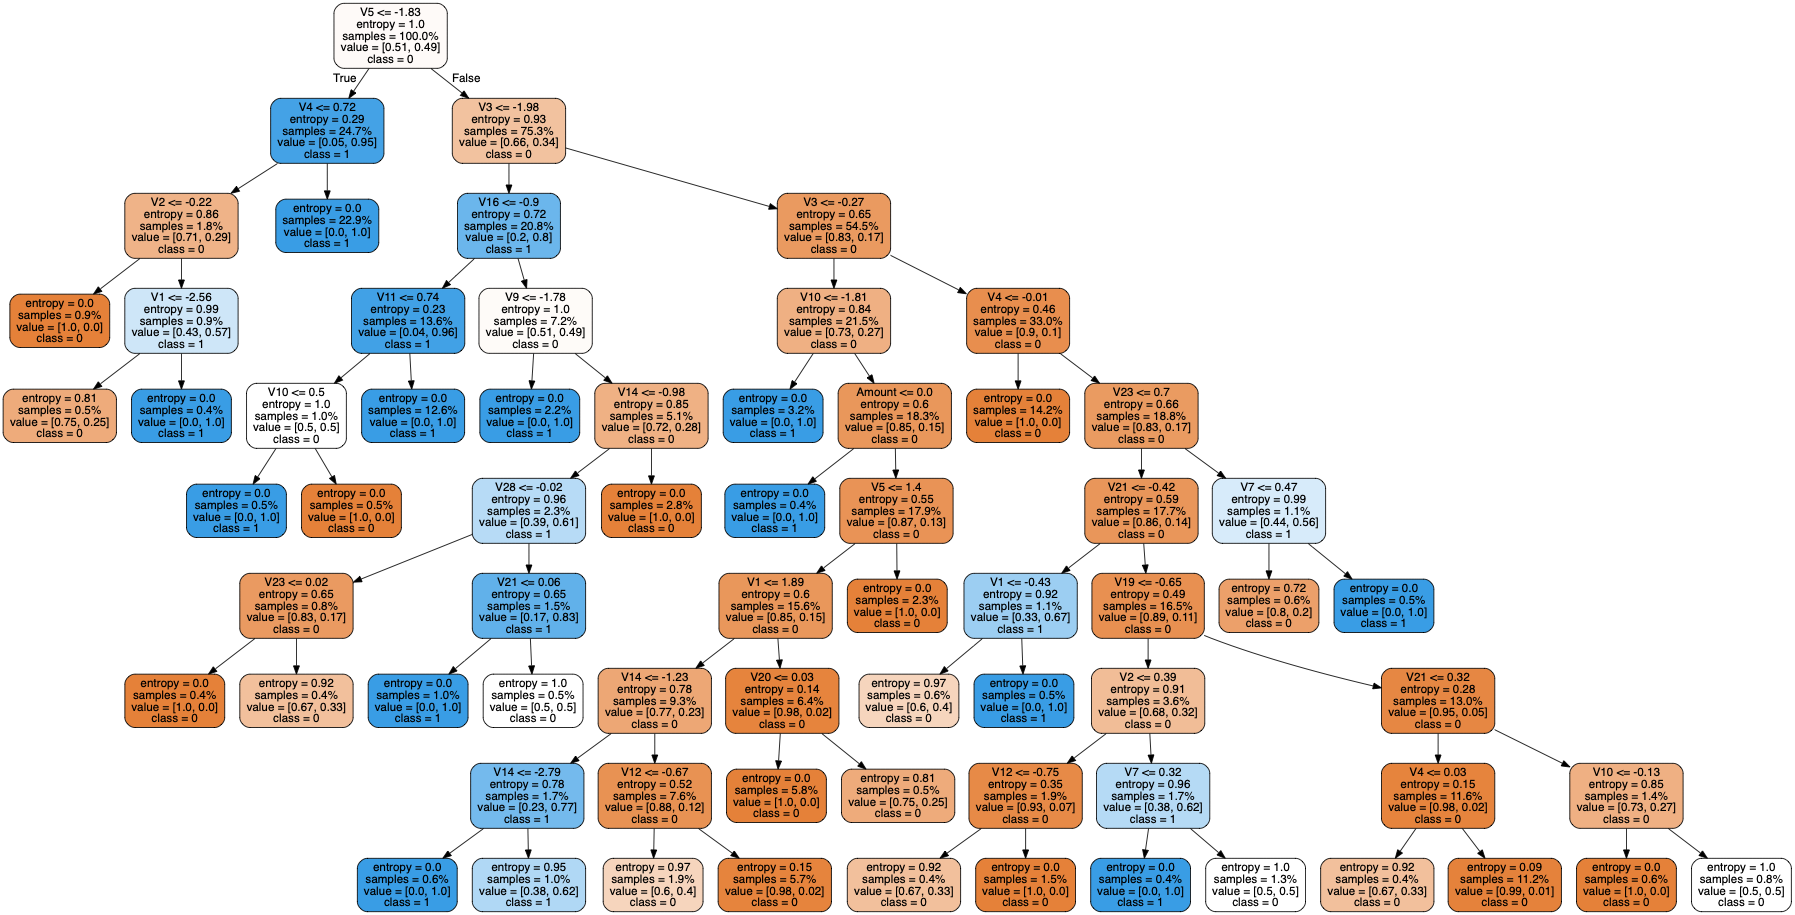 V5 <= -1.83
entropy = 1.0
samples = 100.0%
value = [0.51, 0.49]
class = 0
True
False
V4 <= 0.72
entropy = 0.29
samples = 24.7%
value = [0.05, 0.95]
class = 1
V3 <= -1.98
entropy = 0.93
samples = 75.3%
value = [0.66, 0.34]
class = 0
V2 <= -0.22
entropy = 0.86
samples = 1.8%
value = [0.71, 0.29]
class = 0
entropy = 0.0
samples = 22.9%
value = [0.0, 1.0]
class = 1
V16 <= -0.9
entropy = 0.72
samples = 20.8%
value = [0.2, 0.8]
class = 1
V3 <= -0.27
entropy = 0.65
samples = 54.5%
value = [0.83, 0.17]
class = 0
entropy = 0.0
samples = 0.9%
value = [1.0, 0.0]
class = 0
V1 <= -2.56
entropy = 0.99
samples = 0.9%
value = [0.43, 0.57]
class = 1
V11 <= 0.74
entropy = 0.23
samples = 13.6%
value = [0.04, 0.96]
class = 1
V9 <= -1.78
entropy = 1.0
samples = 7.2%
value = [0.51, 0.49]
class = 0
V10 <= -1.81
entropy = 0.84
samples = 21.5%
value = [0.73, 0.27]
class = 0
V4 <= -0.01
entropy = 0.46
samples = 33.0%
value = [0.9, 0.1]
class = 0
entropy = 0.81
samples = 0.5%
value = [0.75, 0.25]
class = 0
entropy = 0.0
samples = 0.4%
value = [0.0, 1.0]
class = 1
V10 <= 0.5
entropy = 1.0
samples = 1.0%
value = [0.5, 0.5]
class = 0
entropy = 0.0
samples = 12.6%
value = [0.0, 1.0]
class = 1
entropy = 0.0
samples = 2.2%
value = [0.0, 1.0]
class = 1
V14 <= -0.98
entropy = 0.85
samples = 5.1%
value = [0.72, 0.28]
class = 0
entropy = 0.0
samples = 3.2%
value = [0.0, 1.0]
class = 1
Amount <= 0.0
entropy = 0.6
samples = 18.3%
value = [0.85, 0.15]
class = 0
entropy = 0.0
samples = 14.2%
value = [1.0, 0.0]
class = 0
V23 <= 0.7
entropy = 0.66
samples = 18.8%
value = [0.83, 0.17]
class = 0
entropy = 0.0
samples = 0.5%
value = [0.0, 1.0]
class = 1
entropy = 0.0
samples = 0.5%
value = [1.0, 0.0]
class = 0
V28 <= -0.02
entropy = 0.96
samples = 2.3%
value = [0.39, 0.61]
class = 1
entropy = 0.0
samples = 2.8%
value = [1.0, 0.0]
class = 0
entropy = 0.0
samples = 0.4%
value = [0.0, 1.0]
class = 1
V5 <= 1.4
entropy = 0.55
samples = 17.9%
value = [0.87, 0.13]
class = 0
V21 <= -0.42
entropy = 0.59
samples = 17.7%
value = [0.86, 0.14]
class = 0
V7 <= 0.47
entropy = 0.99
samples = 1.1%
value = [0.44, 0.56]
class = 1
V23 <= 0.02
entropy = 0.65
samples = 0.8%
value = [0.83, 0.17]
class = 0
V21 <= 0.06
entropy = 0.65
samples = 1.5%
value = [0.17, 0.83]
class = 1
V1 <= 1.89
entropy = 0.6
samples = 15.6%
value = [0.85, 0.15]
class = 0
entropy = 0.0
samples = 2.3%
value = [1.0, 0.0]
class = 0
V1 <= -0.43
entropy = 0.92
samples = 1.1%
value = [0.33, 0.67]
class = 1
V19 <= -0.65
entropy = 0.49
samples = 16.5%
value = [0.89, 0.11]
class = 0
entropy = 0.72
samples = 0.6%
value = [0.8, 0.2]
class = 0
entropy = 0.0
samples = 0.5%
value = [0.0, 1.0]
class = 1
entropy = 0.0
samples = 0.4%
value = [1.0, 0.0]
class = 0
entropy = 0.92
samples = 0.4%
value = [0.67, 0.33]
class = 0
entropy = 0.0
samples = 1.0%
value = [0.0, 1.0]
class = 1
entropy = 1.0
samples = 0.5%
value = [0.5, 0.5]
class = 0
V14 <= -1.23
entropy = 0.78
samples = 9.3%
value = [0.77, 0.23]
class = 0
V20 <= 0.03
entropy = 0.14
samples = 6.4%
value = [0.98, 0.02]
class = 0
entropy = 0.97
samples = 0.6%
value = [0.6, 0.4]
class = 0
entropy = 0.0
samples = 0.5%
value = [0.0, 1.0]
class = 1
V2 <= 0.39
entropy = 0.91
samples = 3.6%
value = [0.68, 0.32]
class = 0
V21 <= 0.32
entropy = 0.28
samples = 13.0%
value = [0.95, 0.05]
class = 0
V14 <= -2.79
entropy = 0.78
samples = 1.7%
value = [0.23, 0.77]
class = 1
V12 <= -0.67
entropy = 0.52
samples = 7.6%
value = [0.88, 0.12]
class = 0
entropy = 0.0
samples = 5.8%
value = [1.0, 0.0]
class = 0
entropy = 0.81
samples = 0.5%
value = [0.75, 0.25]
class = 0
V12 <= -0.75
entropy = 0.35
samples = 1.9%
value = [0.93, 0.07]
class = 0
V7 <= 0.32
entropy = 0.96
samples = 1.7%
value = [0.38, 0.62]
class = 1
V4 <= 0.03
entropy = 0.15
samples = 11.6%
value = [0.98, 0.02]
class = 0
V10 <= -0.13
entropy = 0.85
samples = 1.4%
value = [0.73, 0.27]
class = 0
entropy = 0.0
samples = 0.6%
value = [0.0, 1.0]
class = 1
entropy = 0.95
samples = 1.0%
value = [0.38, 0.62]
class = 1
entropy = 0.97
samples = 1.9%
value = [0.6, 0.4]
class = 0
entropy = 0.15
samples = 5.7%
value = [0.98, 0.02]
class = 0
entropy = 0.92
samples = 0.4%
value = [0.67, 0.33]
class = 0
entropy = 0.0
samples = 1.5%
value = [1.0, 0.0]
class = 0
entropy = 0.0
samples = 0.4%
value = [0.0, 1.0]
class = 1
entropy = 1.0
samples = 1.3%
value = [0.5, 0.5]
class = 0
entropy = 0.92
samples = 0.4%
value = [0.67, 0.33]
class = 0
entropy = 0.09
samples = 11.2%
value = [0.99, 0.01]
class = 0
entropy = 0.0
samples = 0.6%
value = [1.0, 0.0]
class = 0
entropy = 1.0
samples = 0.8%
value = [0.5, 0.5]
class = 0